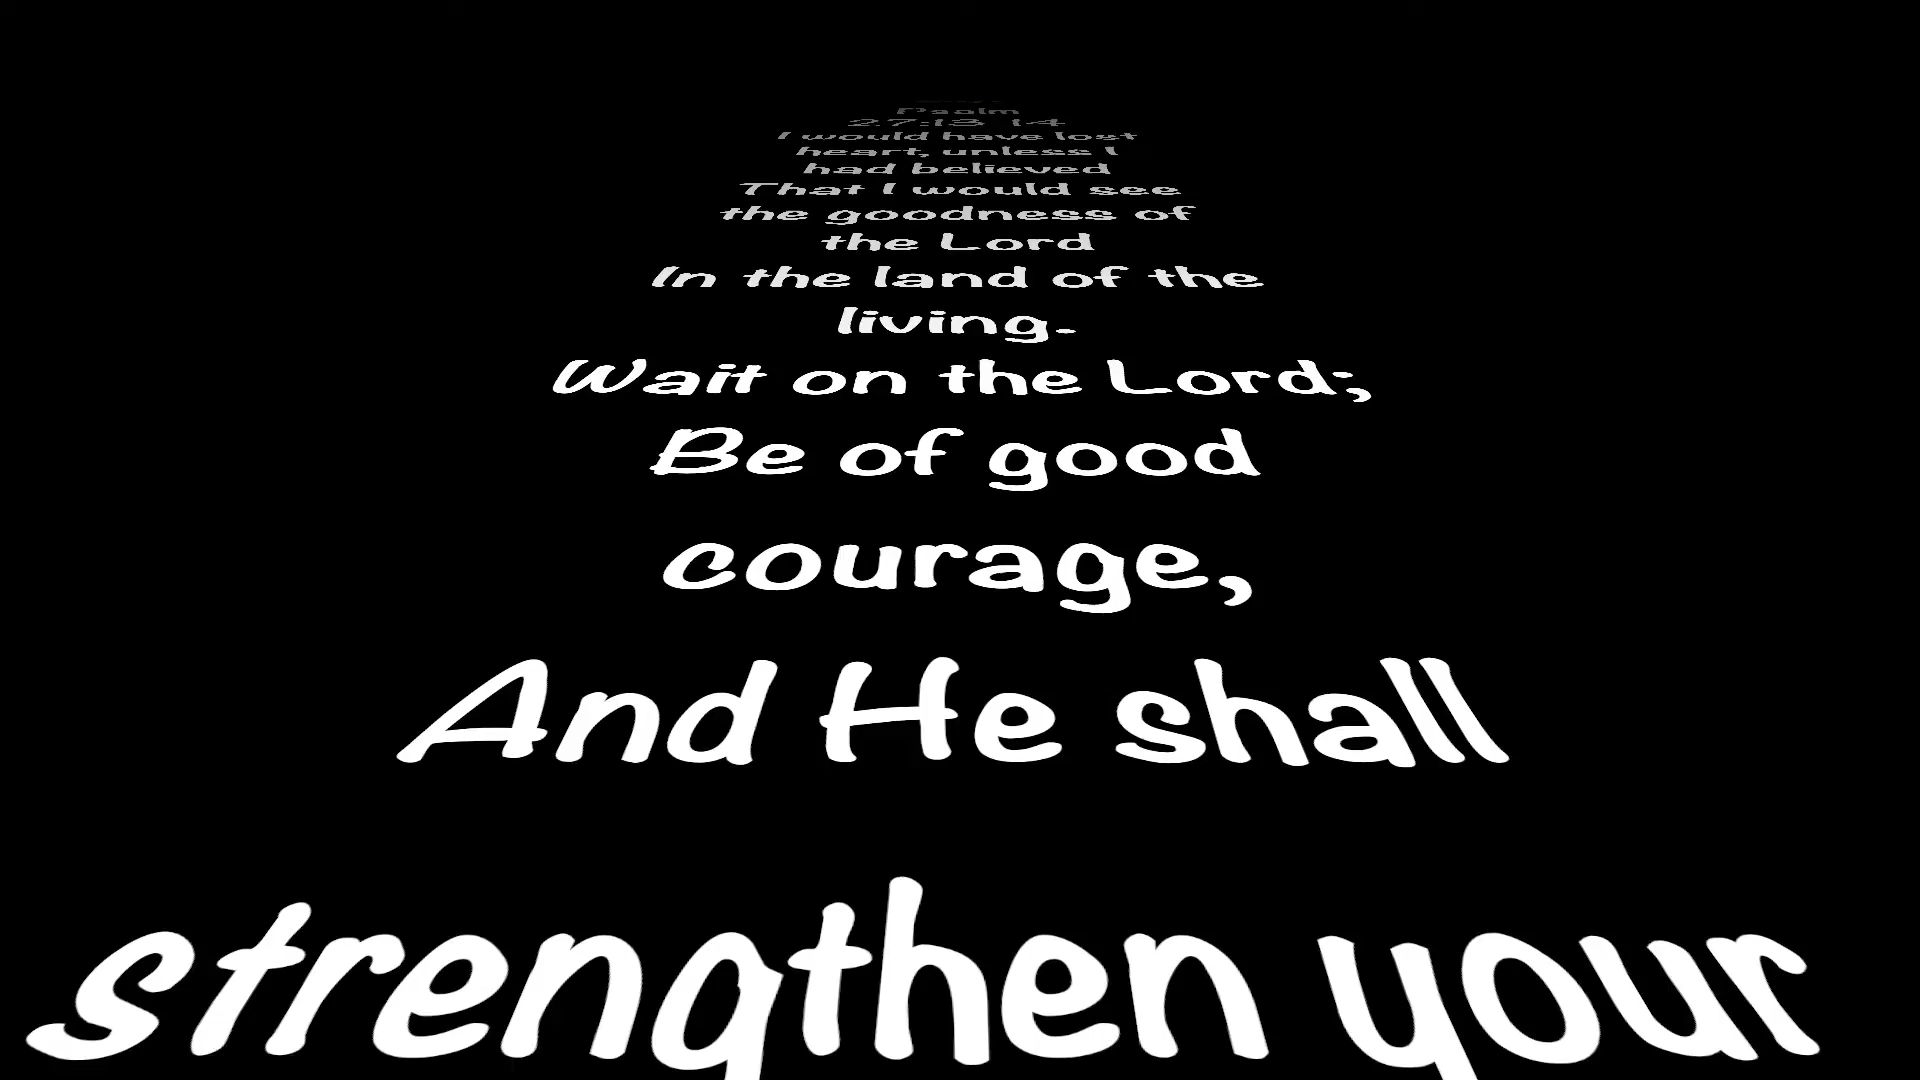 Psalm
27:13 14
I would have lost
heart, unless I
had believed
That I would see
the goodness of
the Lord
In the land of the
living.
Wait on the Lord;
Be of good
courage,
And He shall
strengthen your